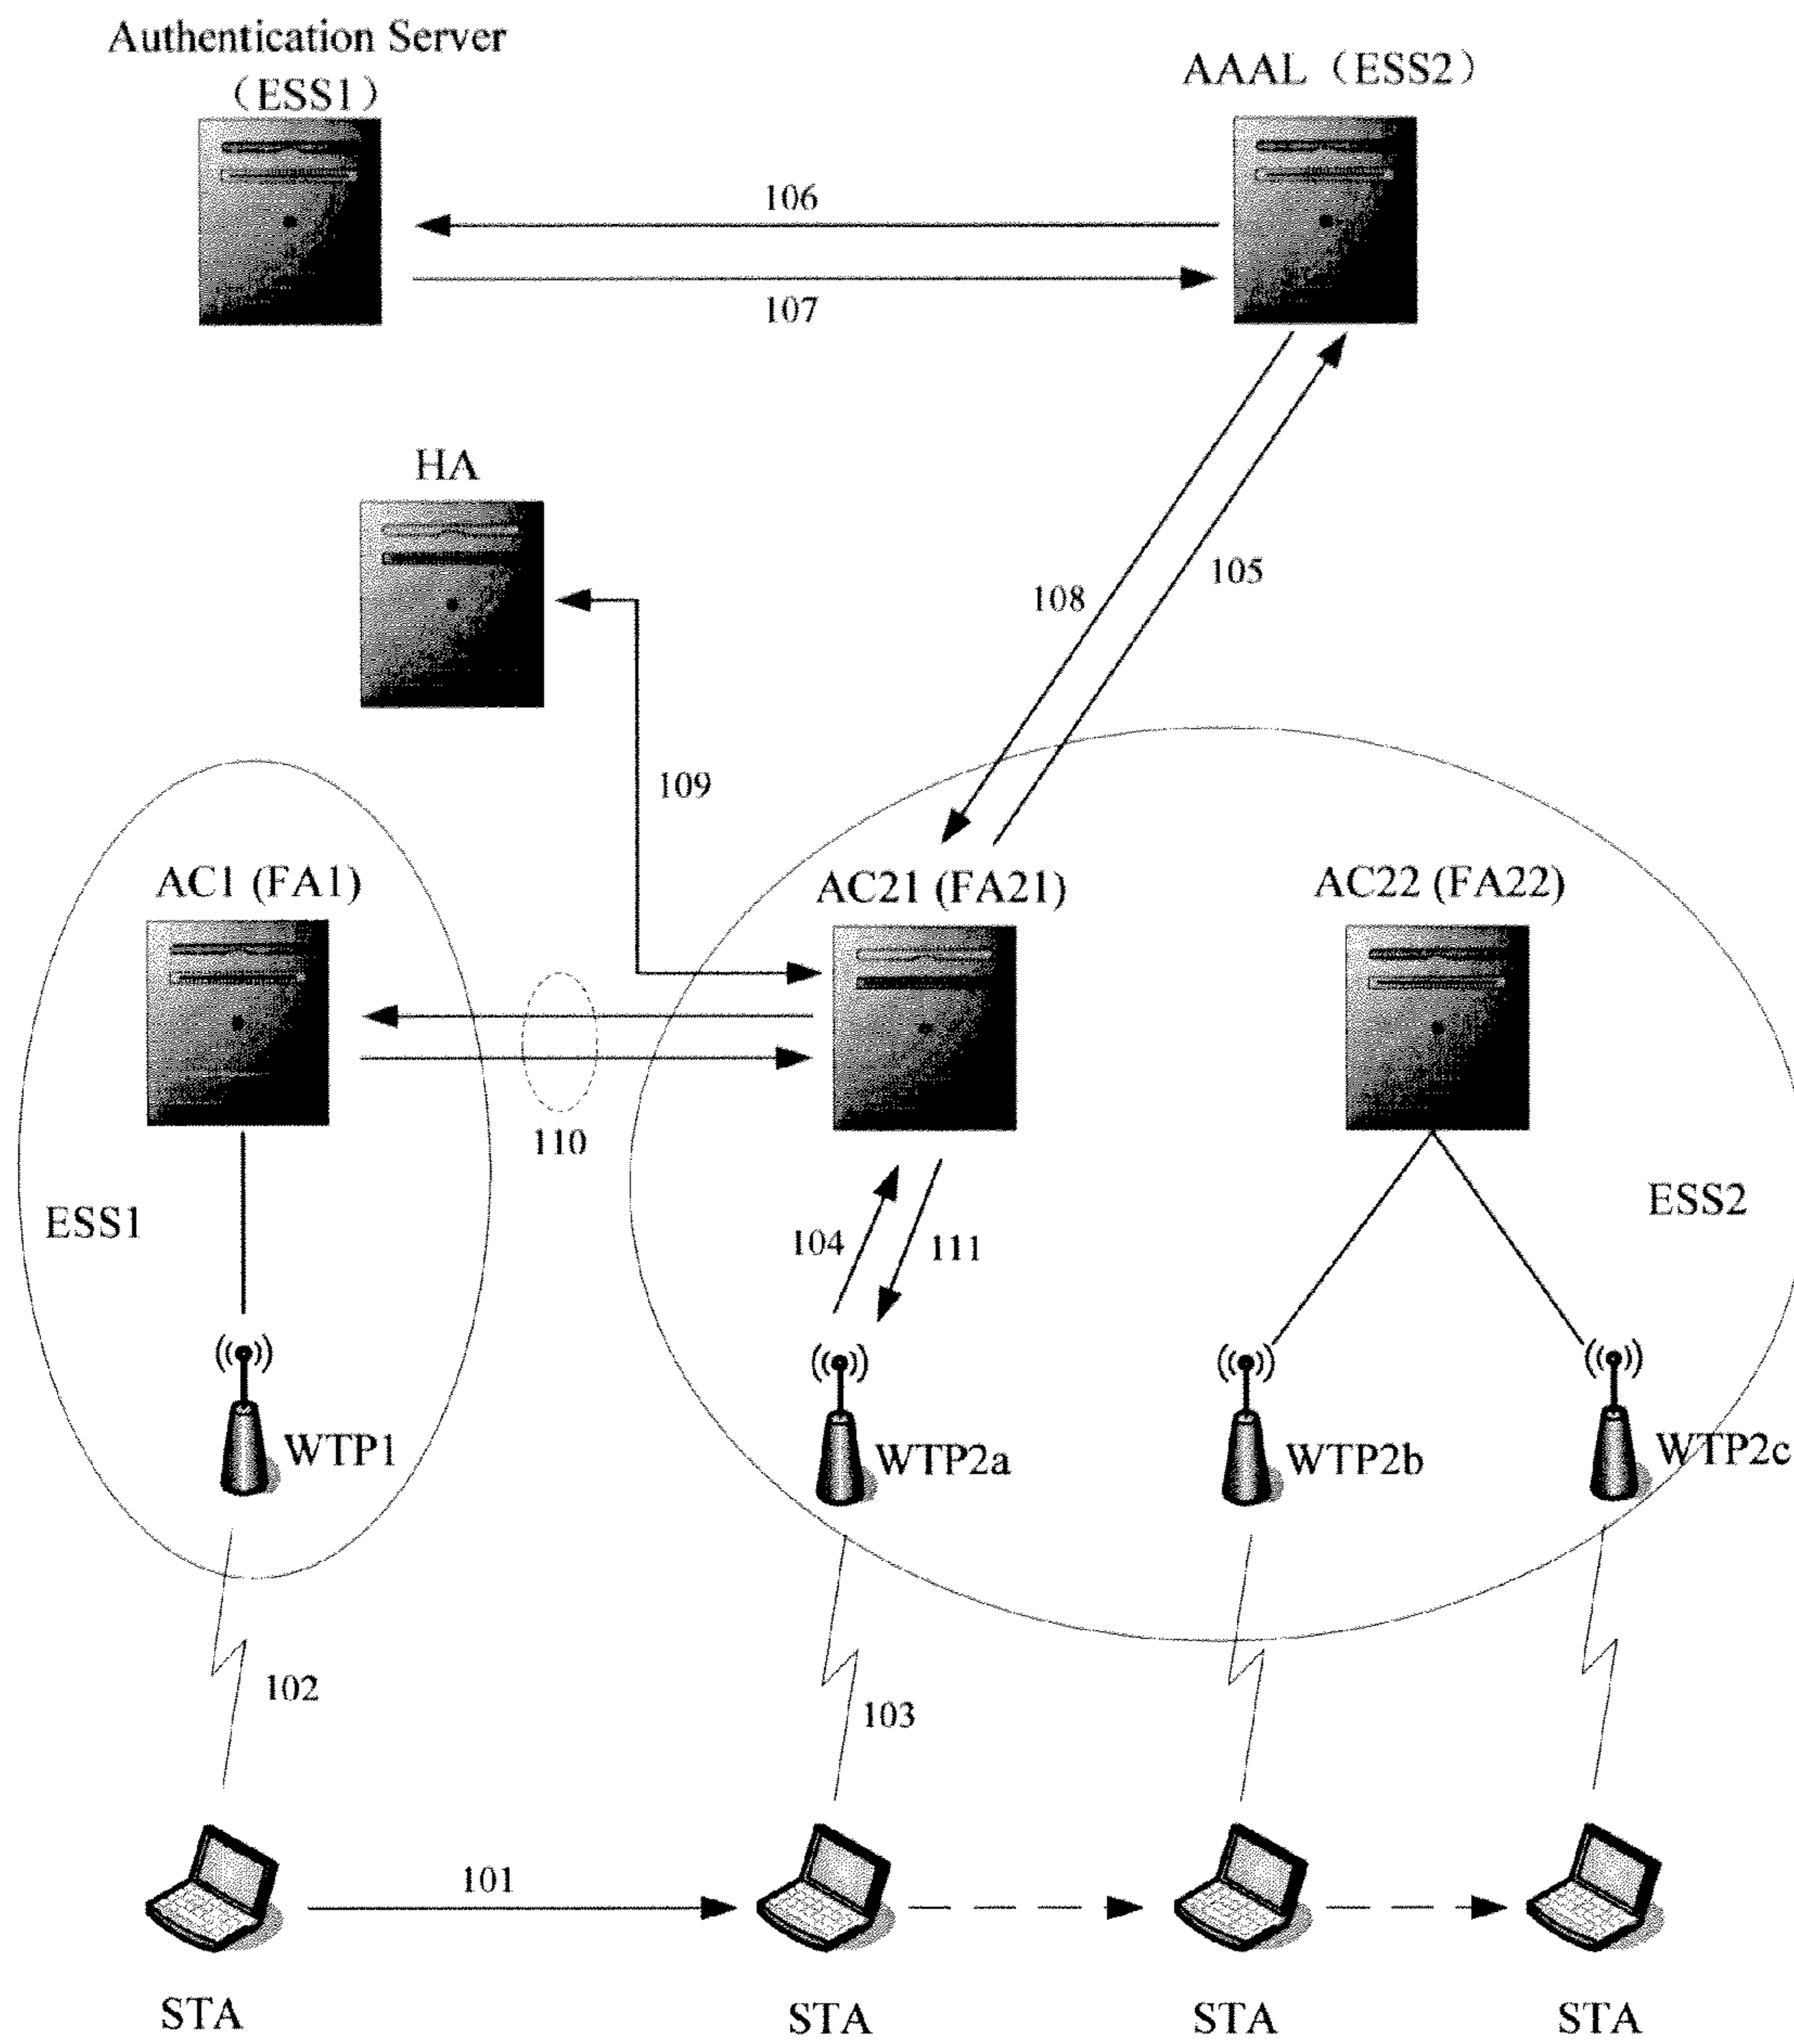 Authentication Server
（ESS1）
AAAL（ESS2）
106
107
HA
108
105
109
AC1 (FA1)
AC21 (FA21)
AC22 (FA22)
110
ESS1
ESS2
104
111
WTP1
WTP2a
WTP2b
WTP2c
102
103
101
STA
STA
STA
STA